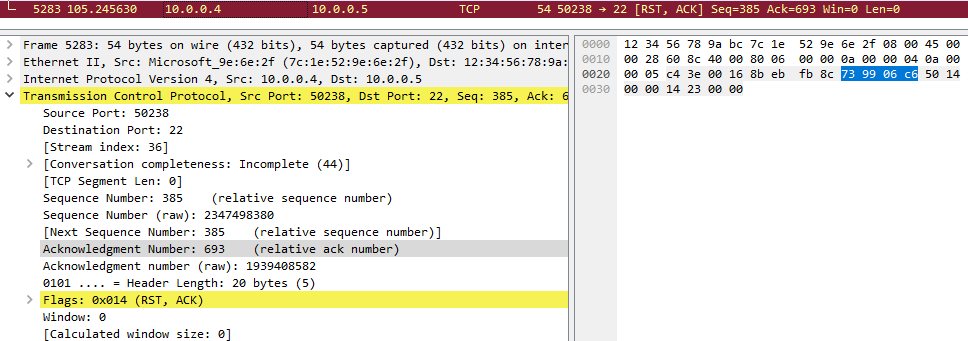 5283 105.245630 10.0.0.4 10.0.0.5 TCP 54 50238 → 22 [RST, ACK] Seq=385 Ack=693 Win=0 Len=0
Frame 5283: 54 bytes on wire (432 bits), 54 bytes captured (432 bits) on inter
Ethernet II, Src: Microsoft_9e:6e:2f (7c:1e:52:9e:6e:2f), Dst: 12:34:56:78:9a:
Internet Protocol Version 4, Src: 10.0.0.4, Dst: 10.0.0.5
Transmission Control Protocol, Src Port: 50238, Dst Port: 22, Seq: 385, Ack: 6
Source Port: 50238
Destination Port: 22
[Stream index: 36]
[Conversation completeness: Incomplete (44)]
[TCP Segment Len: 0]
Sequence Number: 385 (relative sequence number)
Sequence Number (raw): 2347498380
[Next Sequence Number: 385 (relative sequence number)]
Acknowledgment Number: 693 (relative ack number)
Acknowledgment number (raw): 1939408582
0101 .... = Header Length: 20 bytes (5)
Flags: 0x014 (RST, ACK)
Window: 0
[Calculated window size: 0]
0000 12 34 56 78 9a bc 7c 1e 52 9e 6e 2f 08 00 45 00
0010 00 28 60 8c 40 00 80 06 00 00 0a 00 00 04 0a 00
0020 00 05 c4 3e 00 16 8b eb fb 8c 73 99 06 c6 50 14
0030 00 00 14 23 00 00